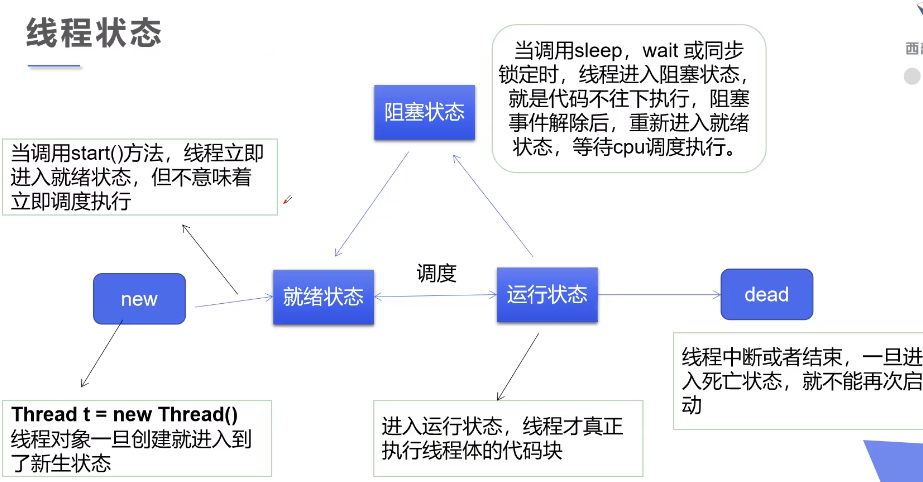 线程状态
西
当调用sleep，wait 或同步
锁定时，线程进入阻塞状态，
就是代码不往下执行，阻塞
事件解除后，重新进入就绪
状态，等待cpu调度执行。
阻塞状态
当调用start()方法，线程立即
进入就绪状态，但不意味着
立即调度执行
new
就绪状态
调度
运行状态
dead
Thread t = new Thread()
线程对象一旦创建就进入到
了新生状态
进入运行状态，线程才真正
执行线程体的代码块
线程中断或者结束，一旦进
入死亡状态，就不能再次启
动